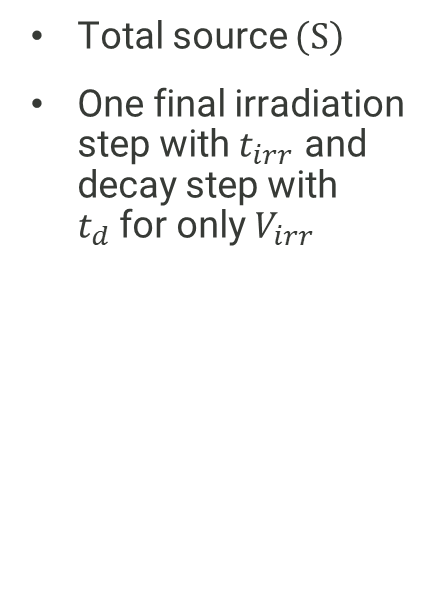 • Total source (S)
• One final irradiation
step with t_irr and
decay step with
t_d for only V_irr